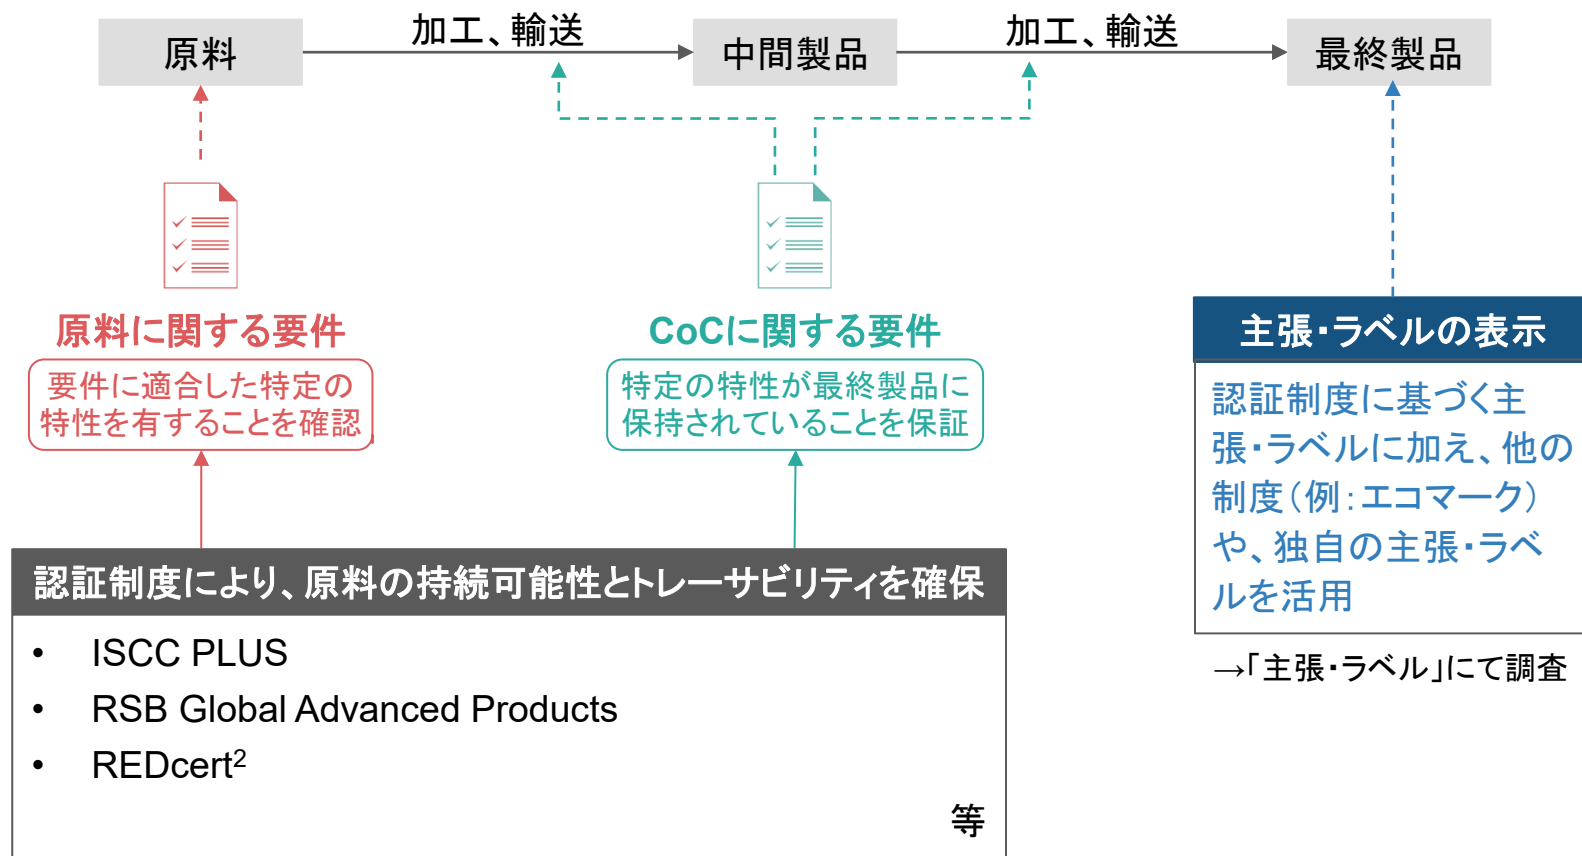 加工、輸送
加工、輸送
原料
中間製品
最終製品
原料に関する要件
要件に適合した特定の
特性を有することを確認
CoCに関する要件
特定の特性が最終製品に
保持されていることを保証
主張・ラベルの表示
認証制度に基づく主
張・ラベルに加え、他の
制度（例：エコマーク）
や、独自の主張・ラベ
ルを活用
→「主張・ラベル」にて調査
認証制度により、原料の持続可能性とトレーサビリティを確保
• ISCC PLUS
• RSB Global Advanced Products
• REDcert²
等